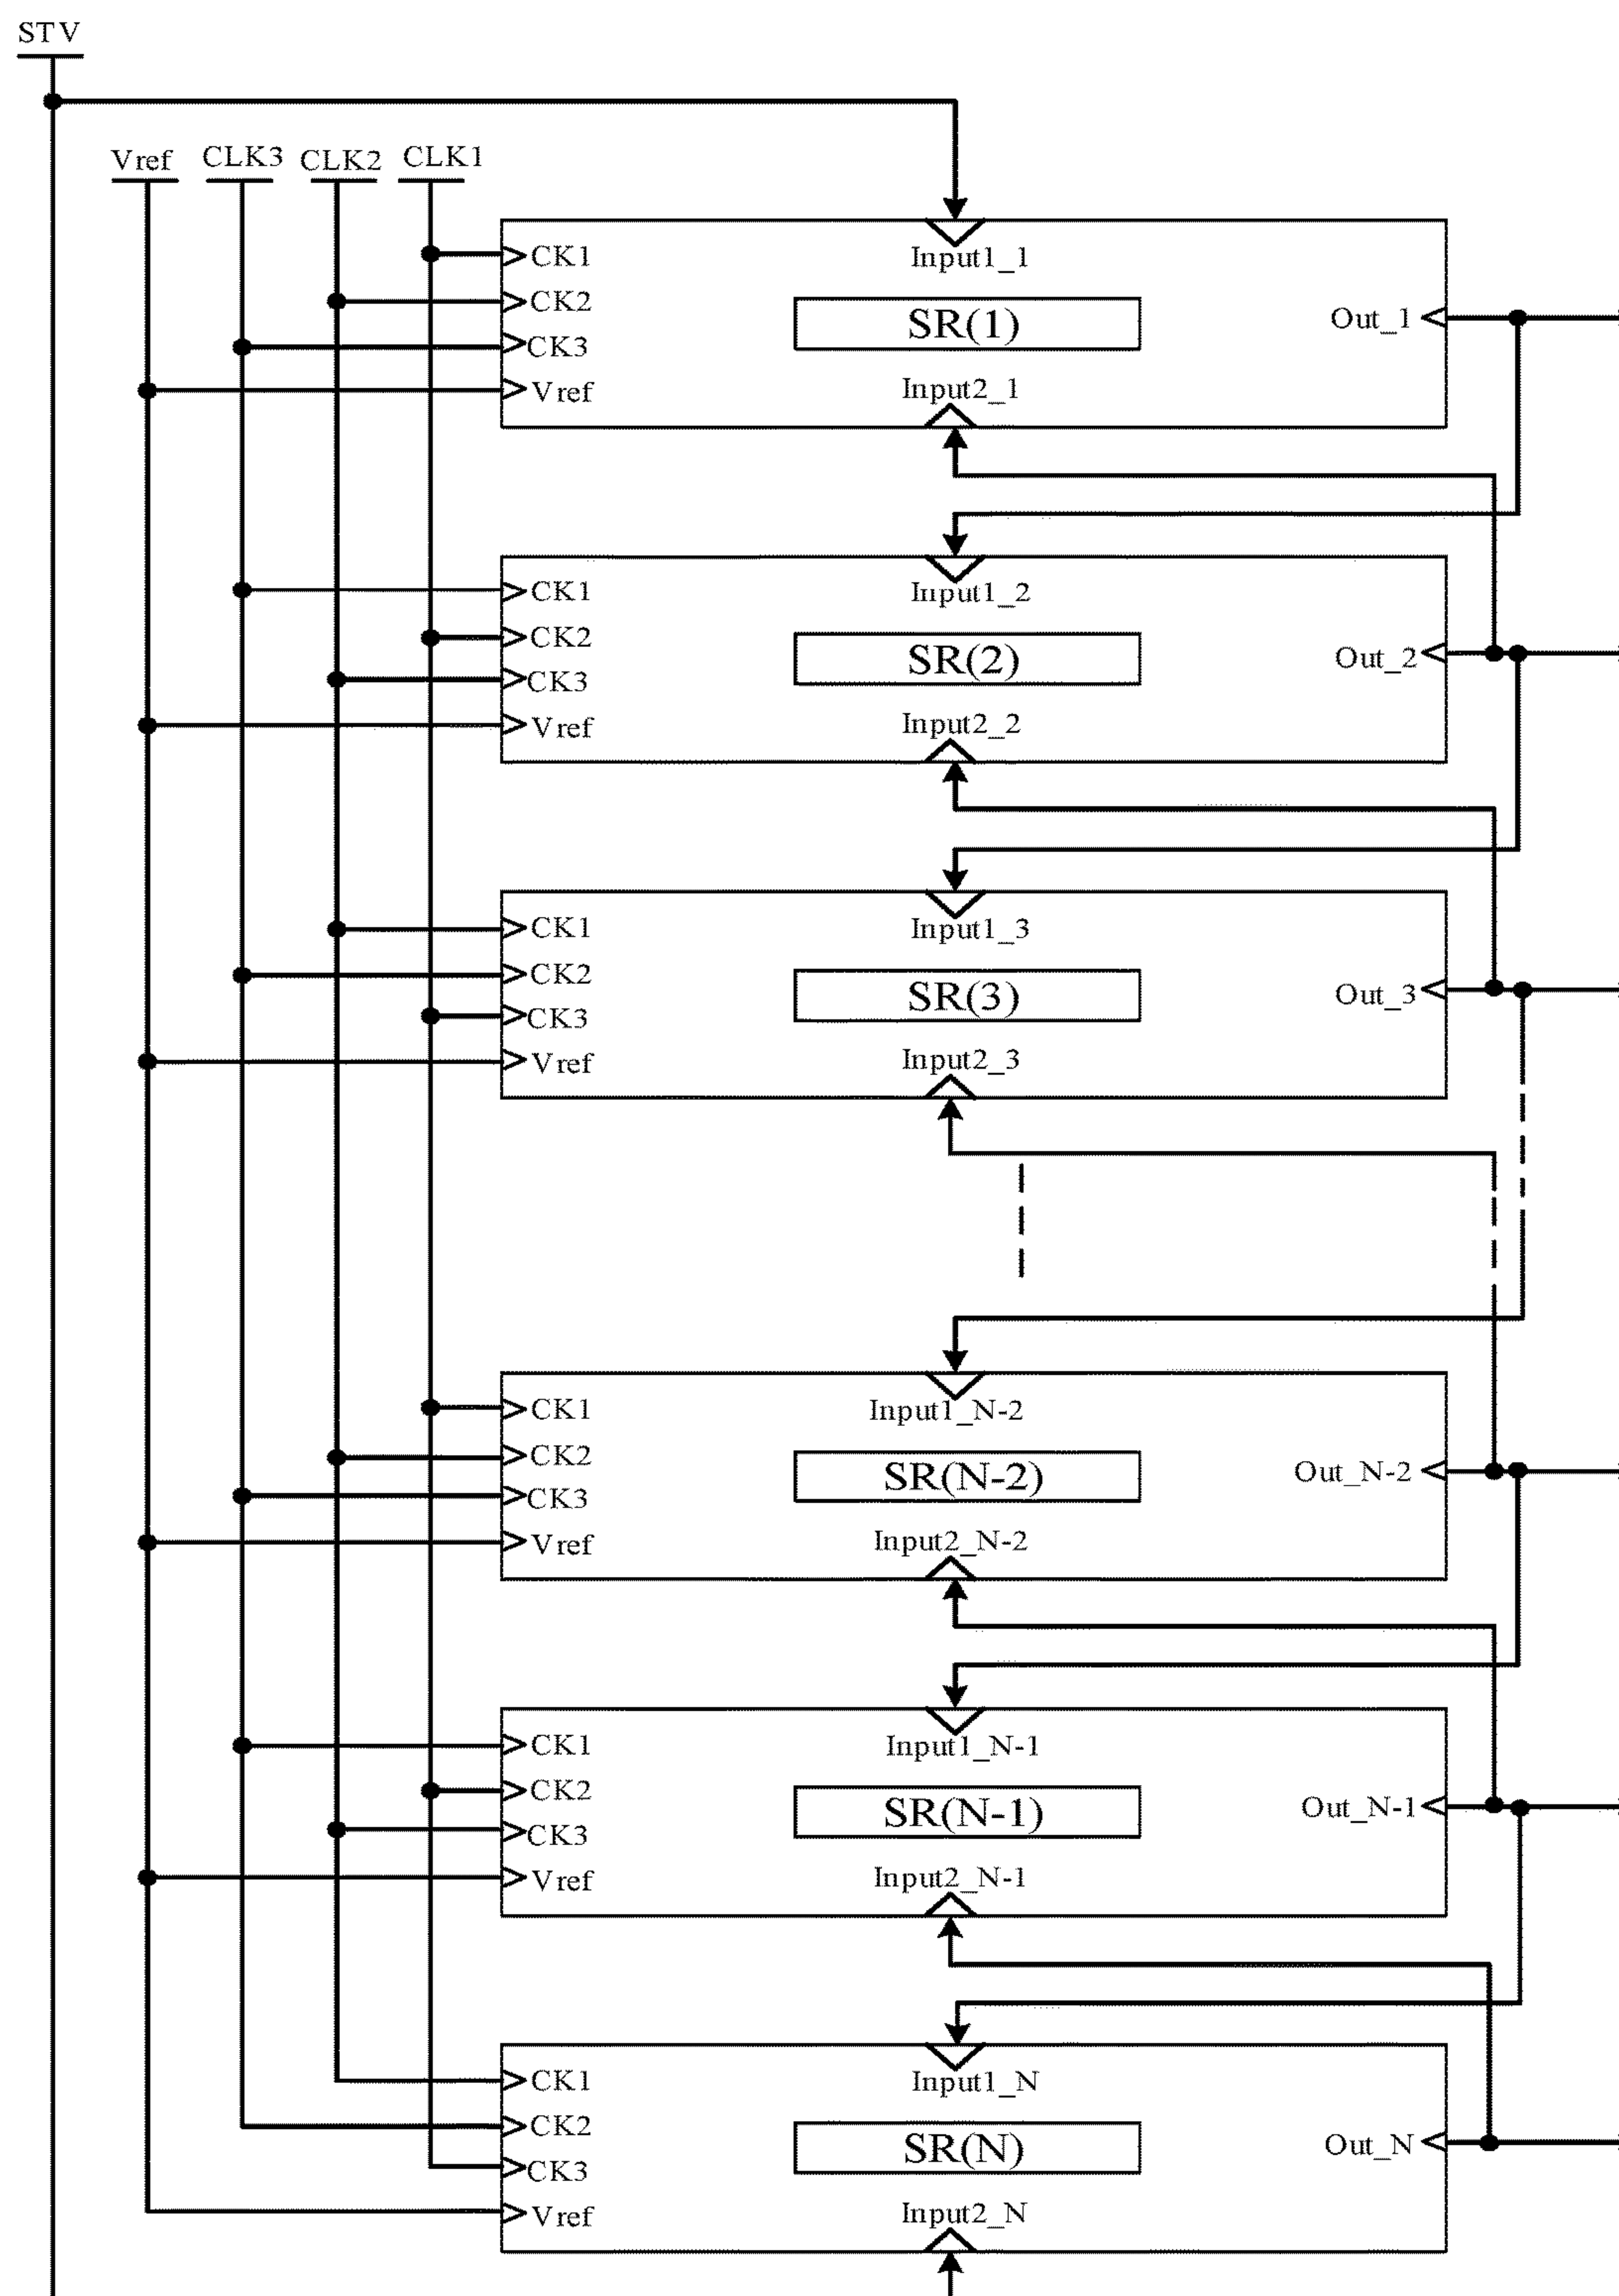 STV
Vref CLK3 CLK2 CLK1
CK1 Input1_1
CK2 SR(1) Out_1
CK3
Vref Input2_1
CK1 Input1_2
CK2 SR(2) Out_2
CK3
Vref Input2_2
CK1 Input1_3
CK2 SR(3) Out_3
CK3
Vref Input2_3
CK1 Input1_N-2
CK2 SR(N-2) Out_N-2
CK3
Vref Input2_N-2
CK1 Input1_N-1
CK2 SR(N-1) Out_N-1
CK3
Vref Input2_N-1
CK1 Input1_N
CK2 SR(N) Out_N
CK3
Vref Input2_N